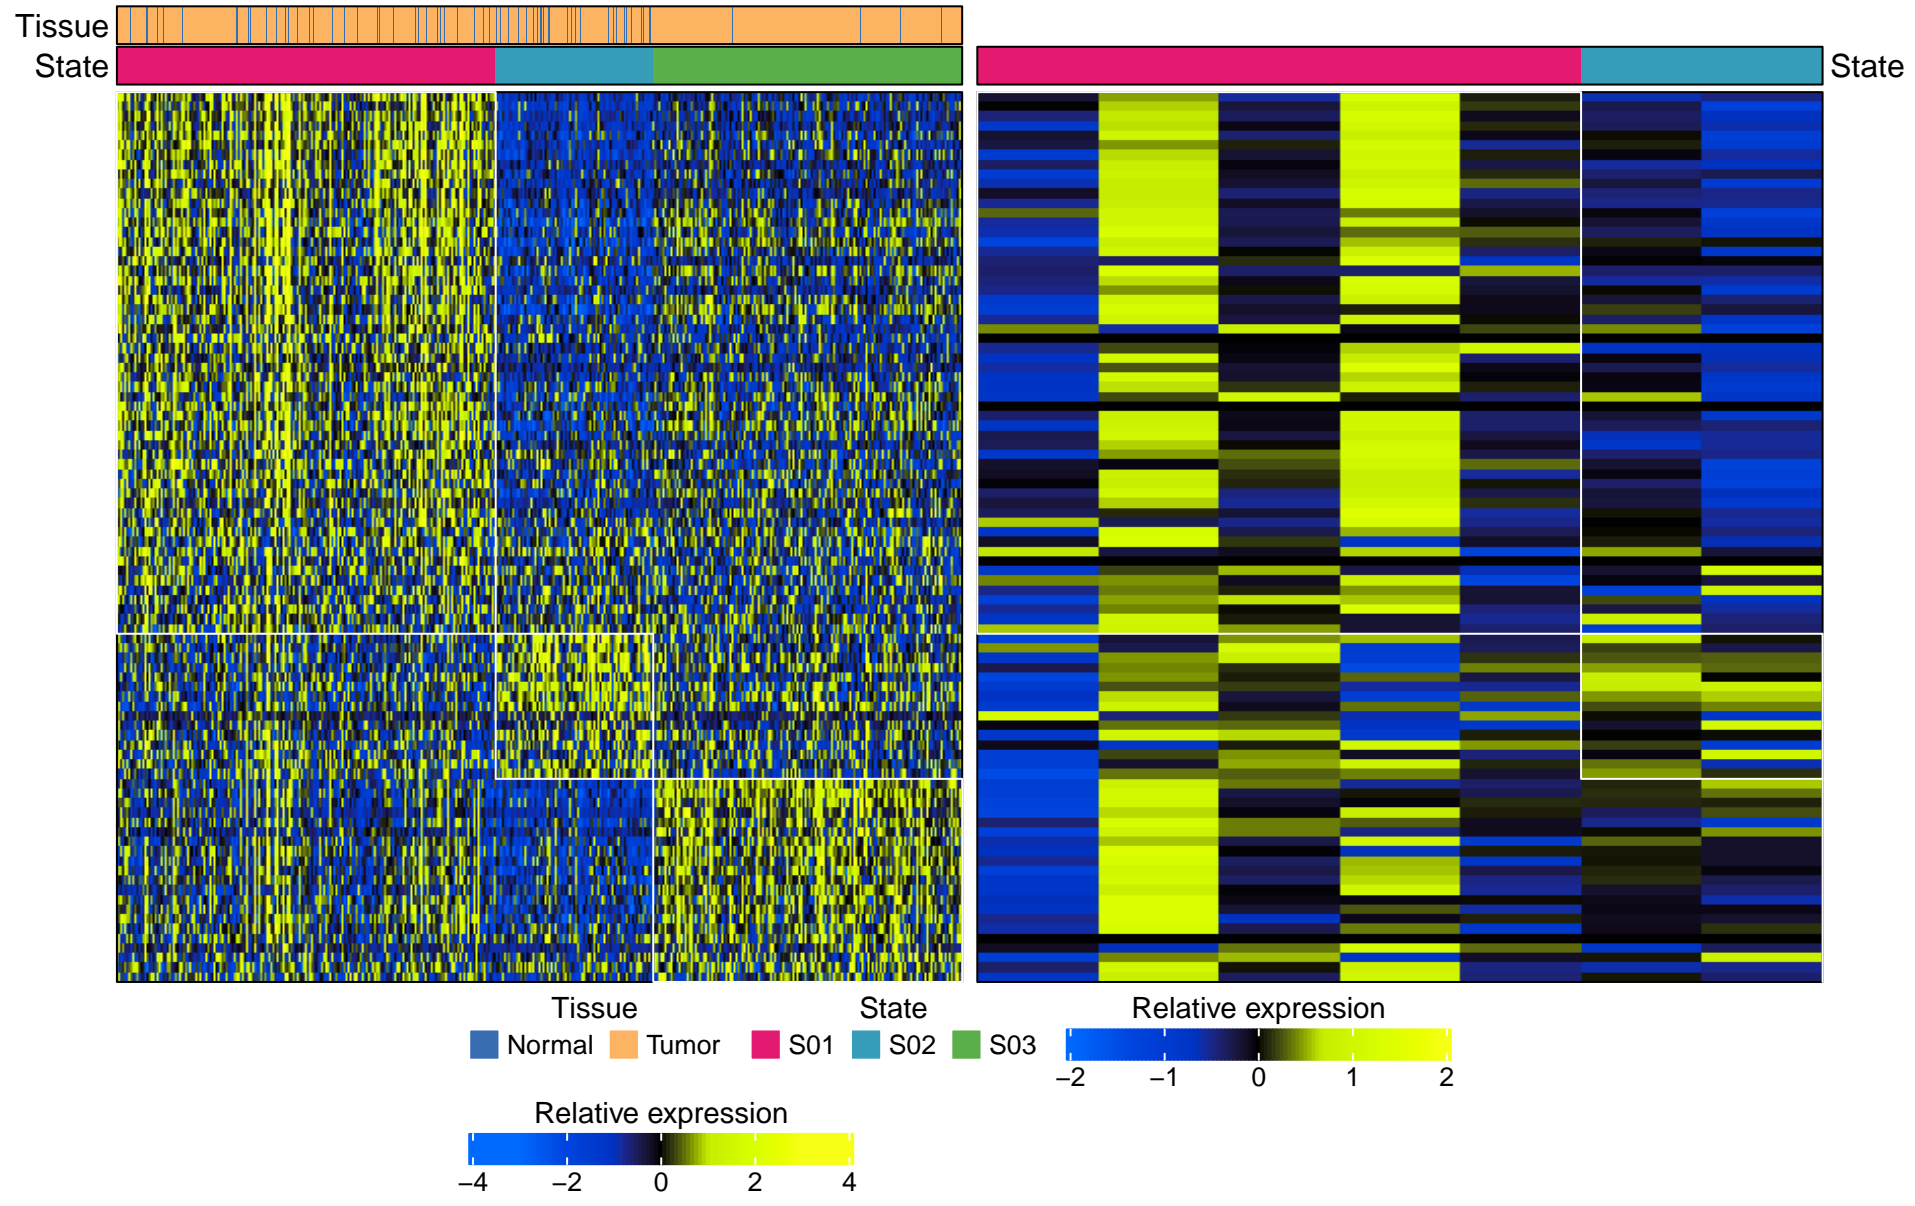 Tissue
State
State
Tissue
Normal Tumor
State
S01 S02 S03
Relative expression
−2 −1 0 1 2
Relative expression
−4 −2 0 2 4